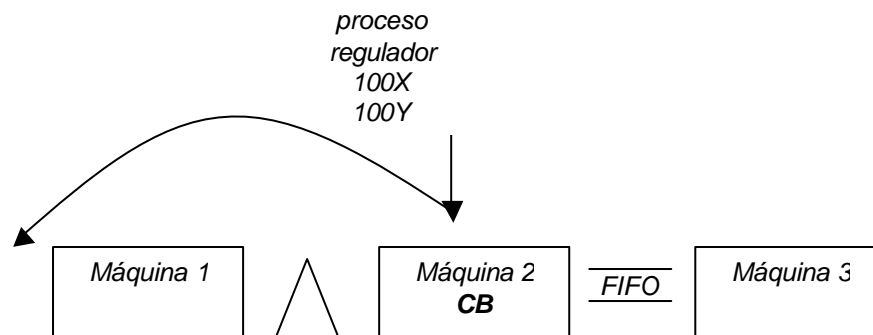 proceso
regulador
100X
100Y
Máquina 1
Máquina 2
CB
FIFO
Máquina 3